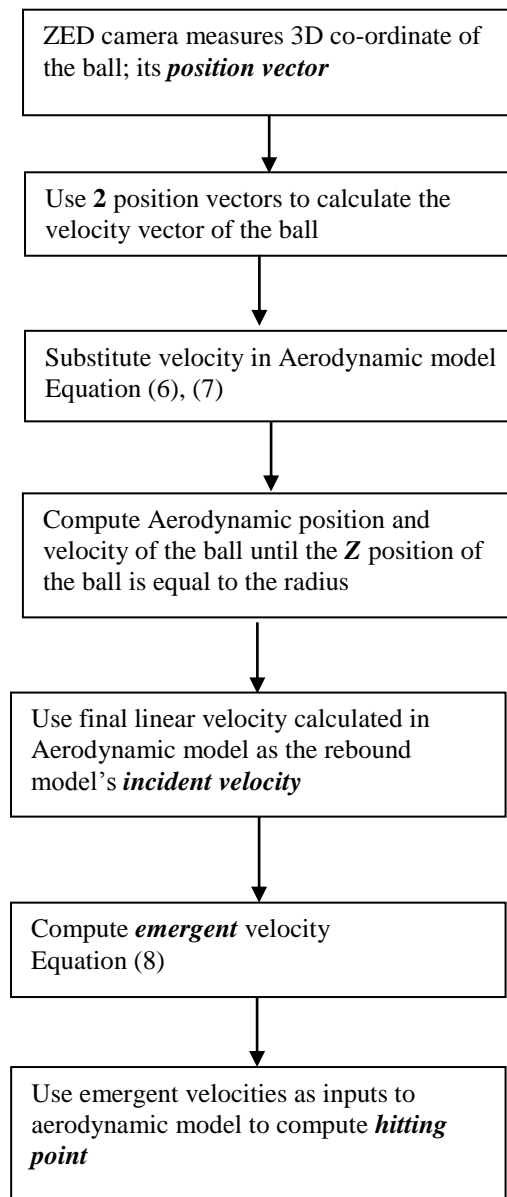 ZED camera measures 3D co-ordinate of
the ball; its position vector
Use 2 position vectors to calculate the
velocity vector of the ball
Substitute velocity in Aerodynamic model
Equation (6), (7)
Compute Aerodynamic position and
velocity of the ball until the Z position of
the ball is equal to the radius
Use final linear velocity calculated in
Aerodynamic model as the rebound
model’s incident velocity
Compute emergent velocity
Equation (8)
Use emergent velocities as inputs to
aerodynamic model to compute hitting
point